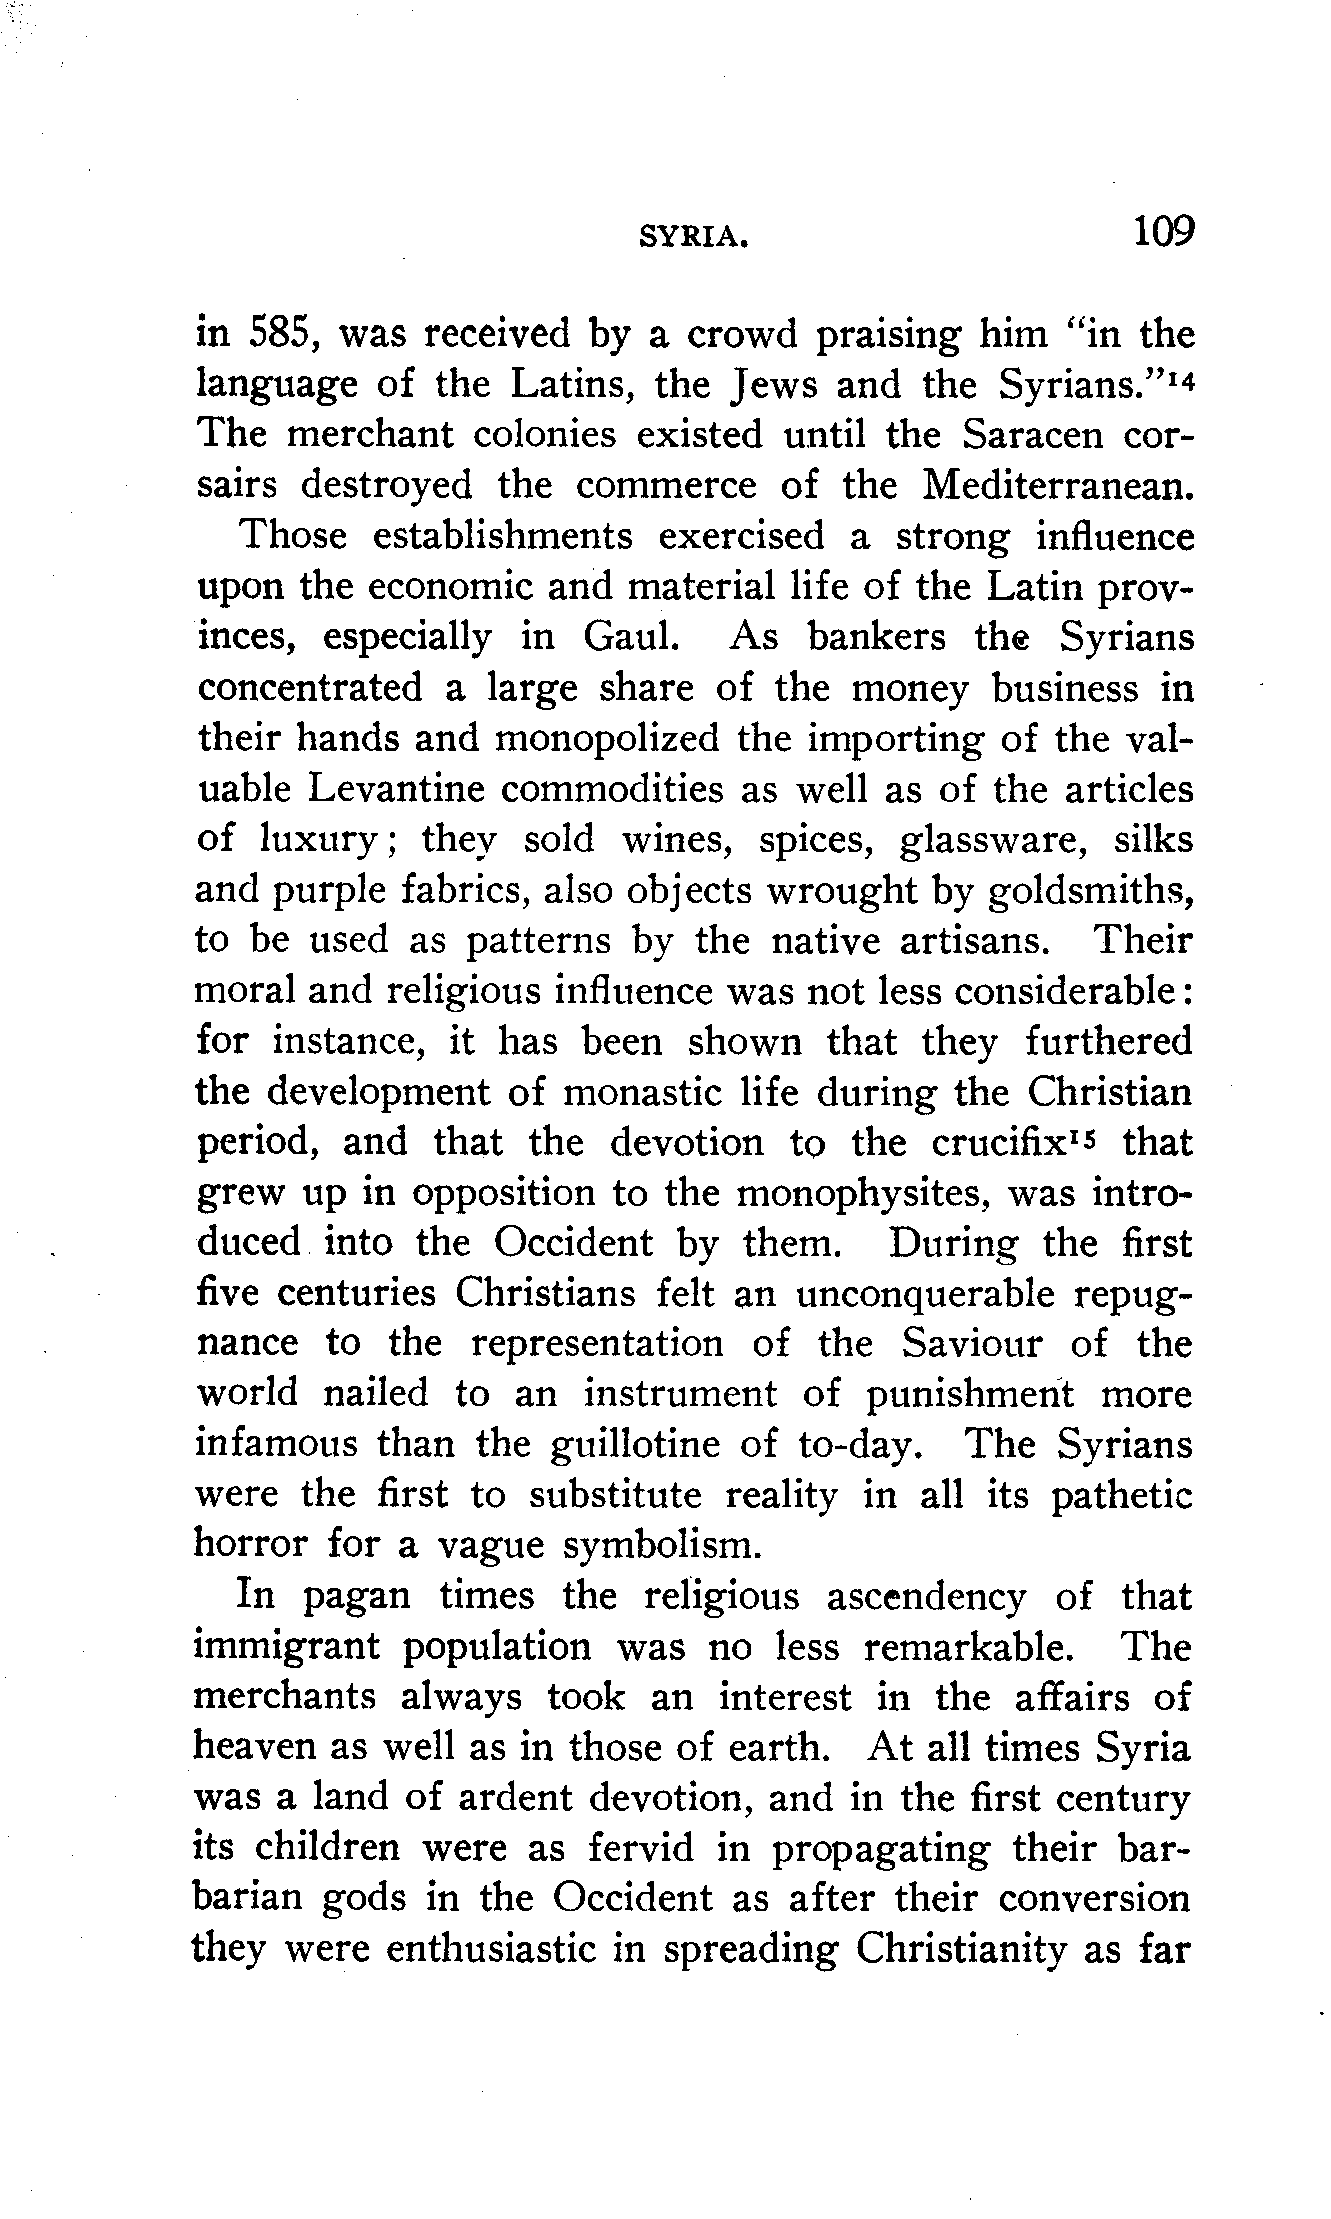 SYRIA. 109
in 585, was received by a crowd praising him "in the
language of the Latins, the Jews and the Syrians."¹⁴
The merchant colonies existed until the Saracen cor-
sairs destroyed the commerce of the Mediterranean.
Those establishments exercised a strong influence
upon the economic and material life of the Latin prov-
inces, especially in Gaul. As bankers the Syrians
concentrated a large share of the money business in
their hands and monopolized the importing of the val-
uable Levantine commodities as well as of the articles
of luxury; they sold wines, spices, glassware, silks
and purple fabrics, also objects wrought by goldsmiths,
to be used as patterns by the native artisans. Their
moral and religious influence was not less considerable:
for instance, it has been shown that they furthered
the development of monastic life during the Christian
period, and that the devotion to the crucifix¹⁵ that
grew up in opposition to the monophysites, was intro-
duced into the Occident by them. During the first
five centuries Christians felt an unconquerable repug-
nance to the representation of the Saviour of the
world nailed to an instrument of punishment more
infamous than the guillotine of to-day. The Syrians
were the first to substitute reality in all its pathetic
horror for a vague symbolism.
In pagan times the religious ascendency of that
immigrant population was no less remarkable. The
merchants always took an interest in the affairs of
heaven as well as in those of earth. At all times Syria
was a land of ardent devotion, and in the first century
its children were as fervid in propagating their bar-
barian gods in the Occident as after their conversion
they were enthusiastic in spreading Christianity as far